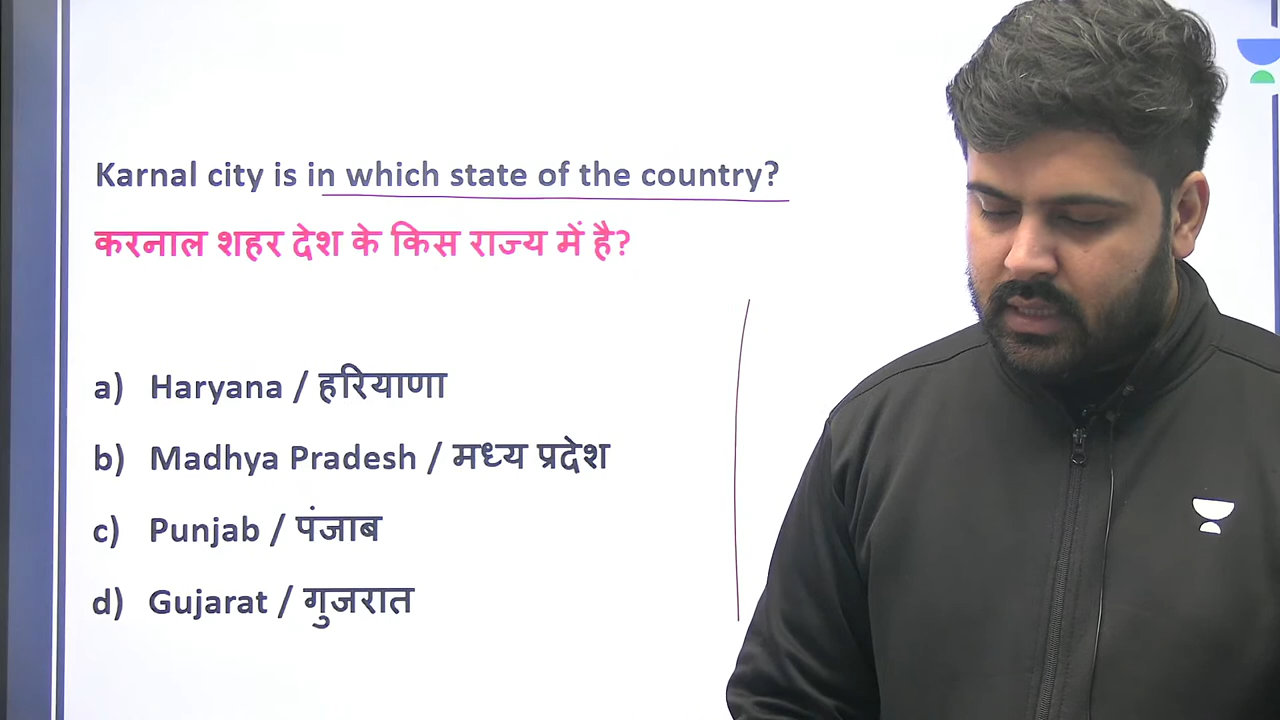 Karnal city is in which state of the country?
करनाल शहर देश के किस राज्य में है?
a) Haryana / हरियाणा
b) Madhya Pradesh / मध्य प्रदेश
c) Punjab / पंजाब
d) Gujarat / गुजरात